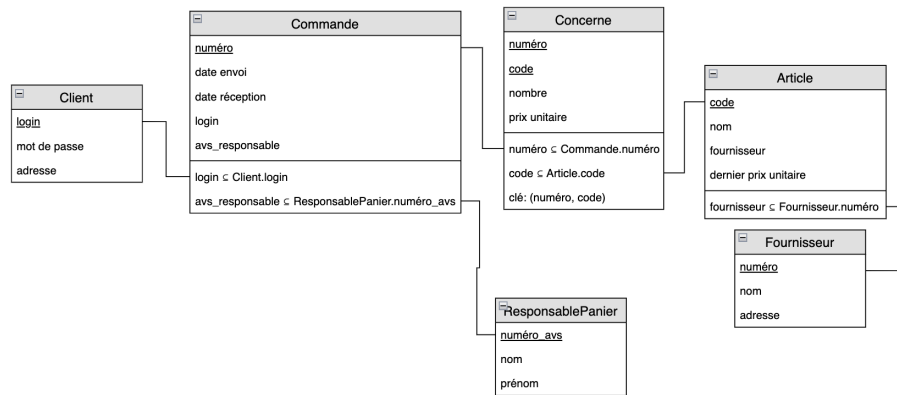 Client
login
mot de passe
adresse
Commande
numéro
date envoi
date réception
login
avs_responsable
login ⊆ Client.login
avs_responsable ⊆ ResponsablePanier.numéro_avs
Concerne
numéro
code
nombre
prix unitaire
numéro ⊆ Commande.numéro
code ⊆ Article.code
clé: (numéro, code)
Article
code
nom
fournisseur
dernier prix unitaire
fournisseur ⊆ Fournisseur.numéro
Fournisseur
numéro
nom
adresse
ResponsablePanier
numéro_avs
nom
prénom